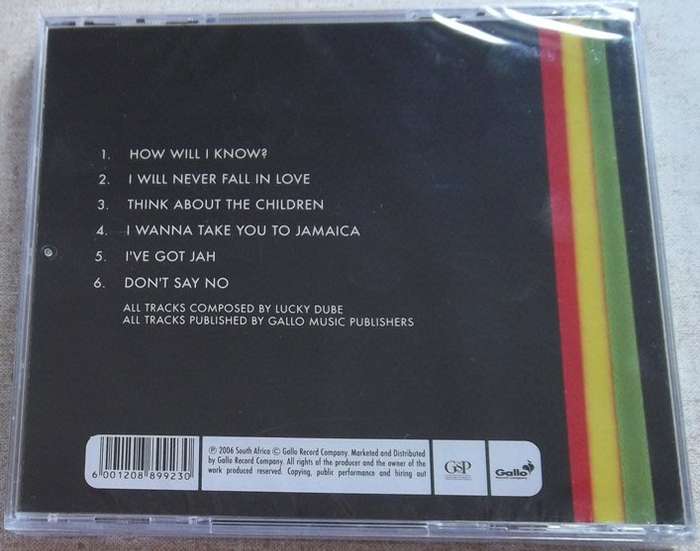 1. HOW WILL I KNOW?
2. I WILL NEVER FALL IN LOVE
3. THINK ABOUT THE CHILDREN
4. I WANNA TAKE YOU TO JAMAICA
5. I'VE GOT JAH
6. DON'T SAY NO
ALL TRACKS COMPOSED BY LUCKY DUBE
ALL TRACKS PUBLISHED BY GALLO MUSIC PUBLISHERS
℗ 2006 South Africa © Gallo Record Company. Marketed and Distributed
by Gallo Record Company. All rights of the producer and the owner of the
work produced reserved. Copying, public performance and hiring out
6 001208 899230
GSP
Gallo
Record Company